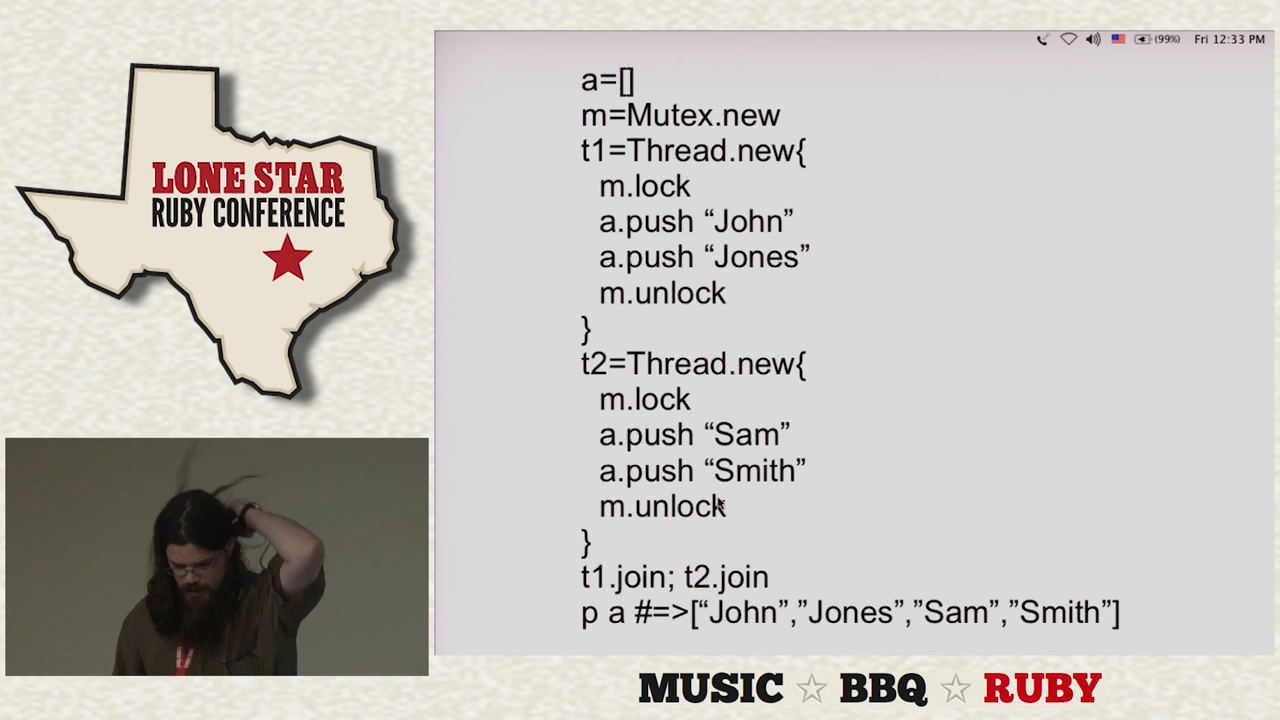 LONE STAR
RUBY CONFERENCE
(99%) Fri 12:33 PM
a=[]
m=Mutex.new
t1=Thread.new{
m.lock
a.push “John”
a.push “Jones”
m.unlock
}
t2=Thread.new{
m.lock
a.push “Sam”
a.push “Smith”
m.unlock
}
t1.join; t2.join
p a #=>[“John”,”Jones”,”Sam”,”Smith”]
MUSIC ☆ BBQ ☆ RUBY